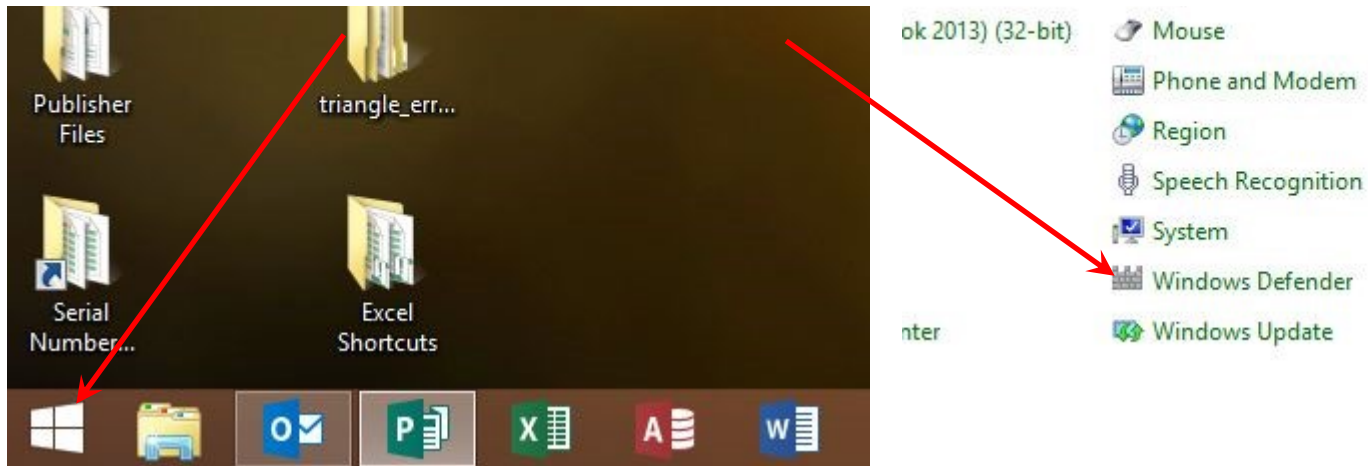 Publisher
Files
triangle_err...
Serial
Number...
Excel
Shortcuts
O
P
X
A
W
ok 2013) (32-bit)
nter
Mouse
Phone and Modem
Region
Speech Recognition
System
Windows Defender
Windows Update